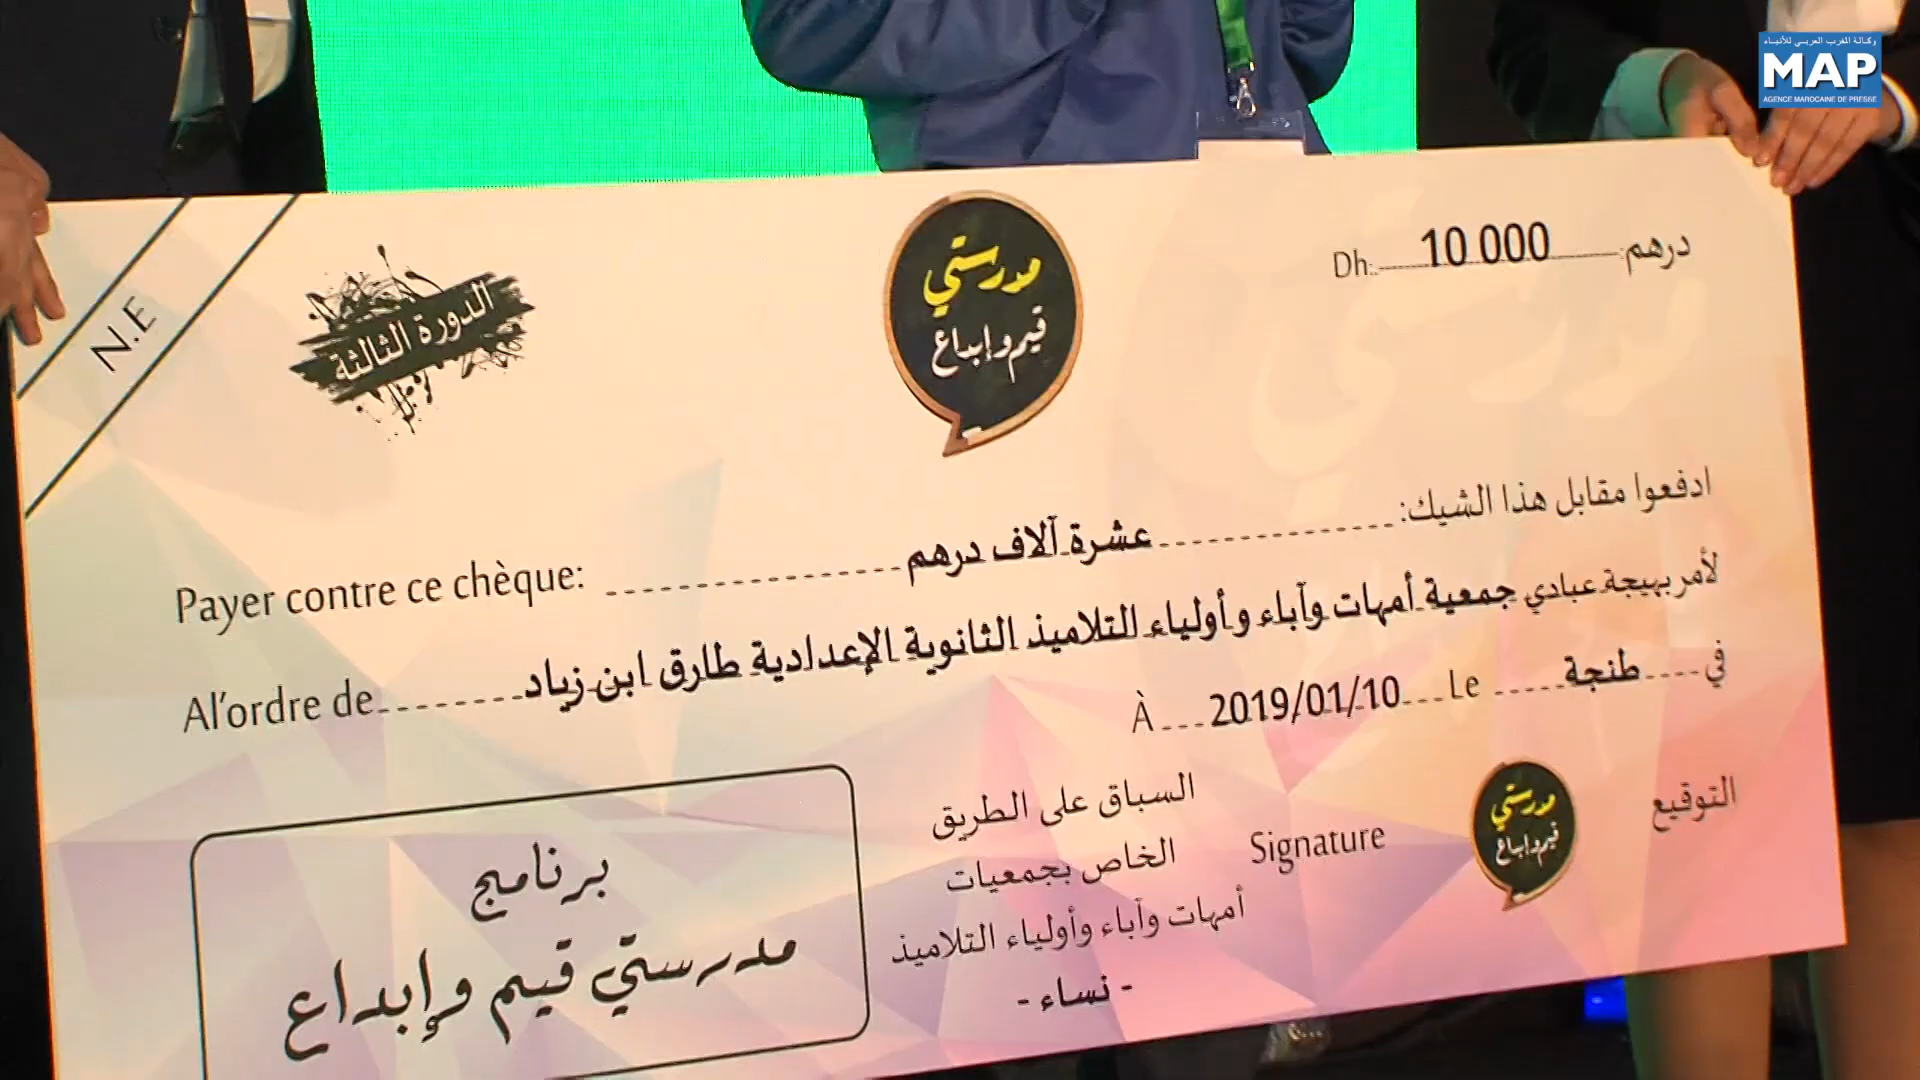 وكالة المغرب العربي للأنباء
MAP
AGENCE MAROCAINE DE PRESSE
N.E
الدورة الثالثة
مدرستي
قيم وإبداع
Dh: 10 000 درهم
ادفعوا مقابل هذا الشيك:
عشرة آلاف درهم
Payer contre ce chèque:
لأمر بهيجة عبادي جمعية أمهات وآباء و أولياء التلاميذ الثانوية الإعدادية طارق ابن زياد
Al’ordre de
في طنجة Le 2019/01/10 À
التوقيع
مدرستي
قيم وإبداع
Signature
السباق على الطريق
الخاص بجمعيات
أمهات وآباء وأولياء التلاميذ
- نساء -
برنامج
مدرستي قيم وإبداع